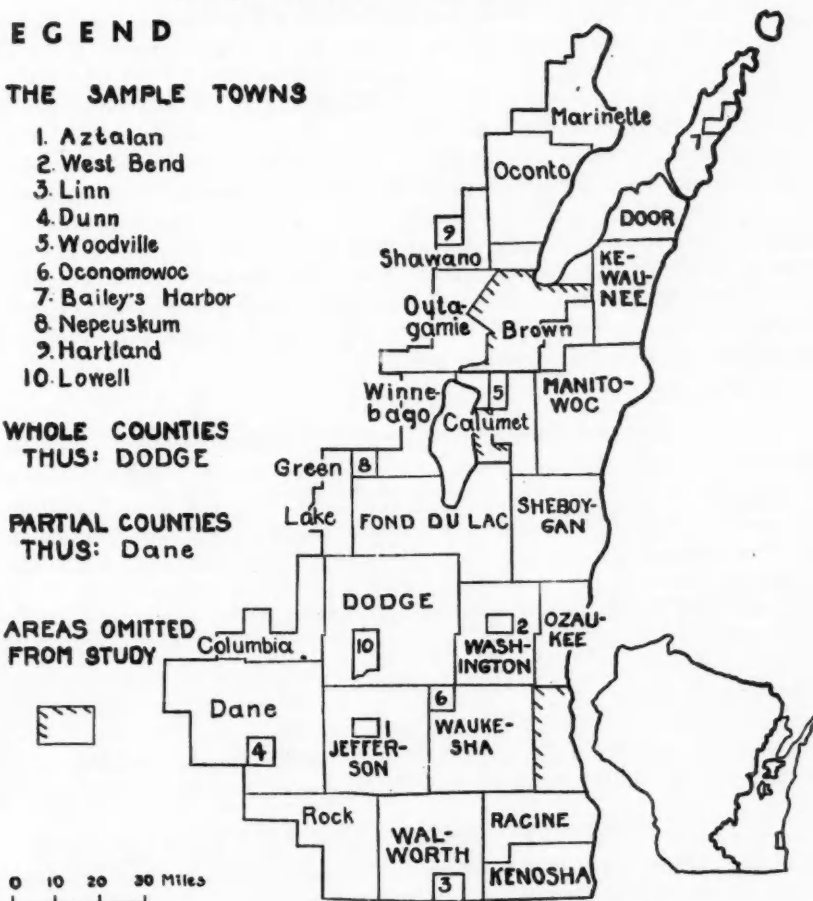 EGEND
THE SAMPLE TOWNS
1. Aztalan
2. West Bend
3. Linn
4. Dunn
5. Woodville
6. Oconomowoc
7. Bailey's Harbor
8. Nepeuskum
9. Hartland
10. Lowell
WHOLE COUNTIES
THUS: DODGE
PARTIAL COUNTIES
THUS: Dane
AREAS OMITTED
FROM STUDY
0 10 20 30 Miles
Marinette
7
Oconto
DOOR
9
Shawano
KE-
WAU-
NEE
Outa-
gamie
Brown
Winne-
bago
5
Calumet
MANITO-
WOC
Green
Lake
8
FOND DU LAC
SHEBOY-
GAN
DODGE
10
2
WASH-
INGTON
OZAU-
KEE
Columbia
Dane
4
1
JEFFER-
SON
6
WAUKE-
SHA
Rock
WAL-
WORTH
3
RACINE
KENOSHA